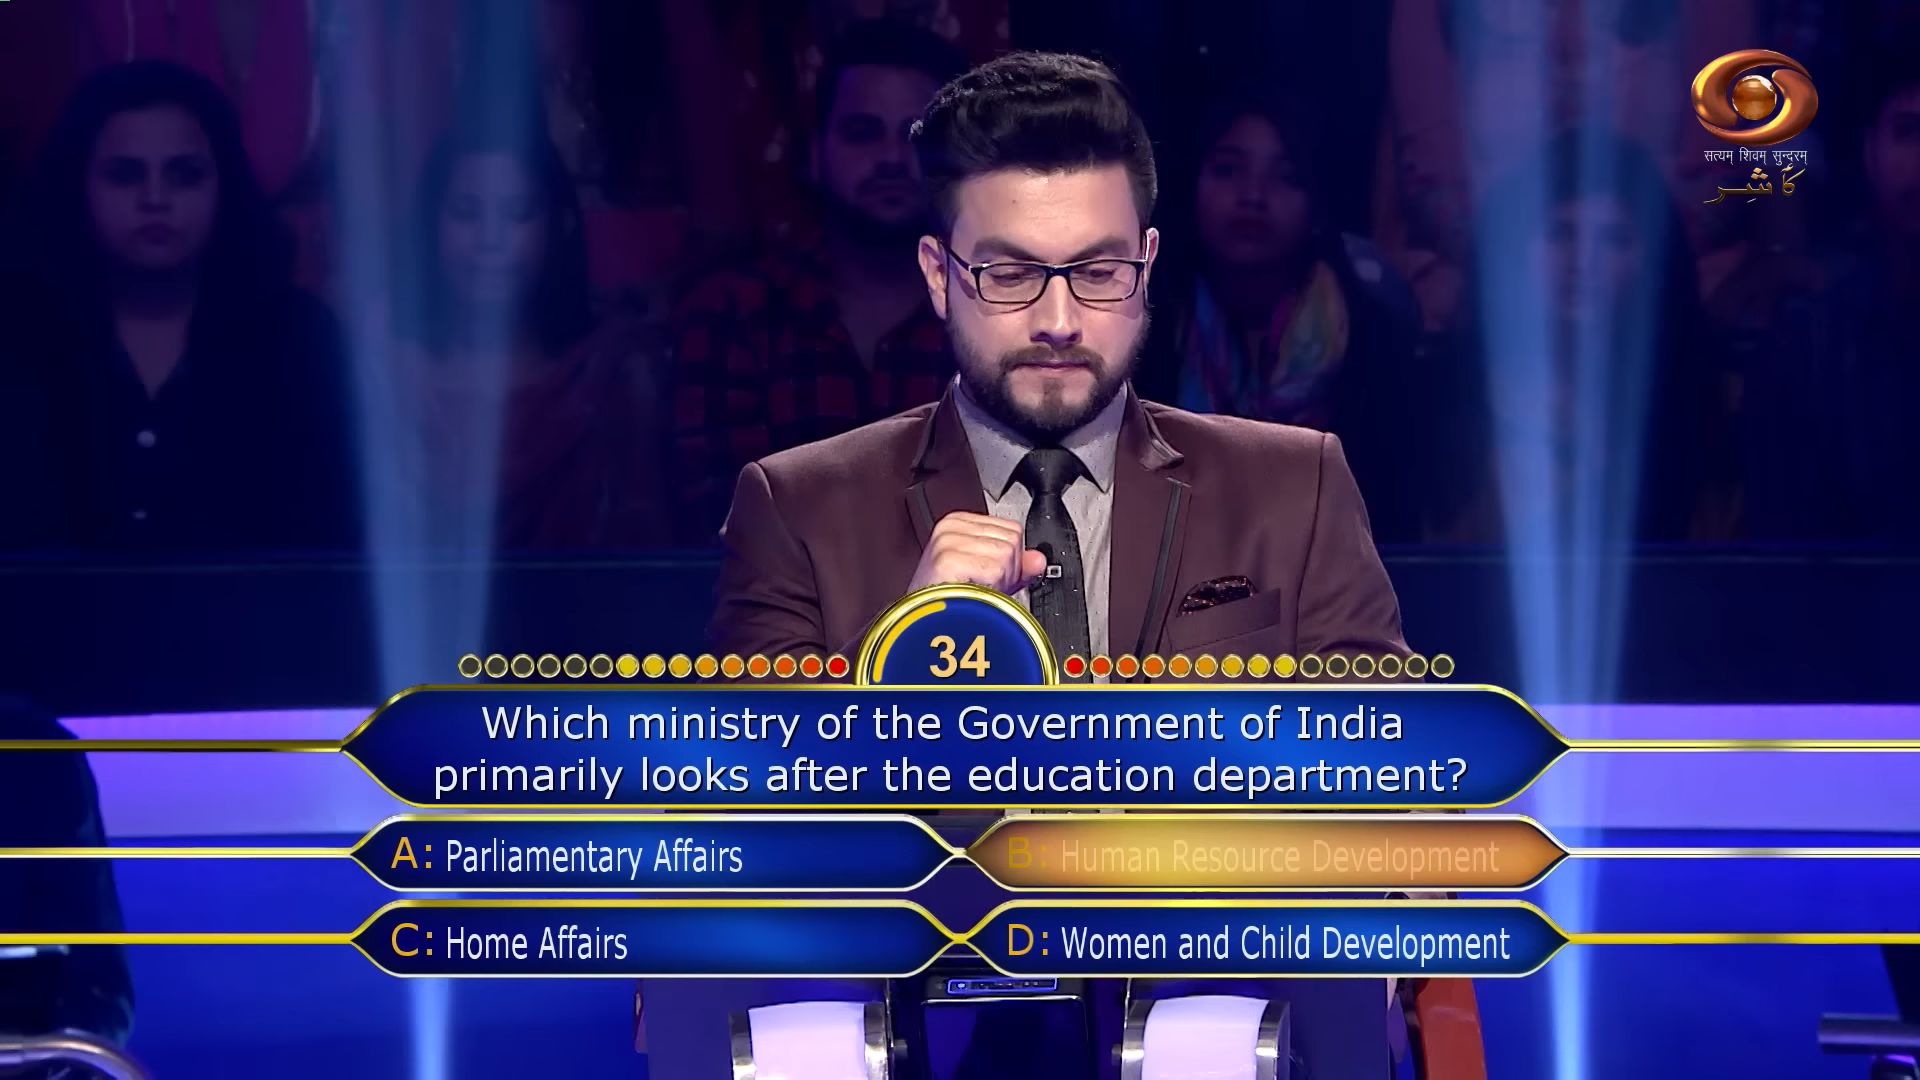 सत्यम् शिवम् सुन्दरम्
کٲشِر
34
Which ministry of the Government of India
primarily looks after the education department?
A: Parliamentary Affairs
B: Human Resource Development
C: Home Affairs
D: Women and Child Development